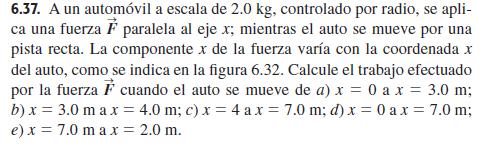 6.37. A un automóvil a escala de 2.0 kg, controlado por radio, se apli-
ca una fuerza F⃗ paralela al eje x; mientras el auto se mueve por una
pista recta. La componente x de la fuerza varía con la coordenada x
del auto, como se indica en la figura 6.32. Calcule el trabajo efectuado
por la fuerza F⃗ cuando el auto se mueve de a) x = 0 a x = 3.0 m;
b) x = 3.0 m a x = 4.0 m; c) x = 4 a x = 7.0 m; d) x = 0 a x = 7.0 m;
e) x = 7.0 m a x = 2.0 m.